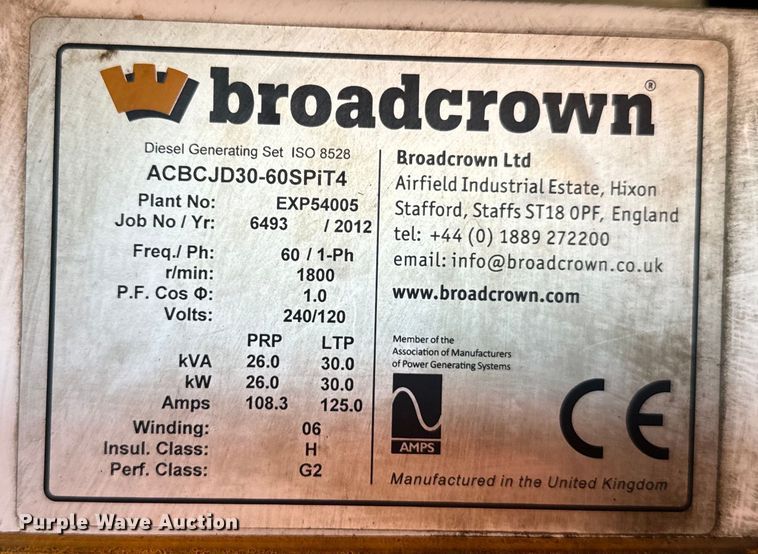 broadcrown®
Diesel Generating Set ISO 8528
ACBCJD30-60SPiT4
Plant No: EXP54005
Job No / Yr: 6493 / 2012
Freq./ Ph: 60 / 1-Ph
r/min: 1800
P.F. Cos Φ: 1.0
Volts: 240/120
PRP LTP
kVA 26.0 30.0
kW 26.0 30.0
Amps 108.3 125.0
Winding: 06
Insul. Class: H
Perf. Class: G2
Broadcrown Ltd
Airfield Industrial Estate, Hixon
Stafford, Staffs ST18 0PF, England
tel: +44 (0) 1889 272200
email: info@broadcrown.co.uk
www.broadcrown.com
Member of the
Association of Manufacturers
of Power Generating Systems
AMPS
CE
Manufactured in the United Kingdom
Purple Wave Auction